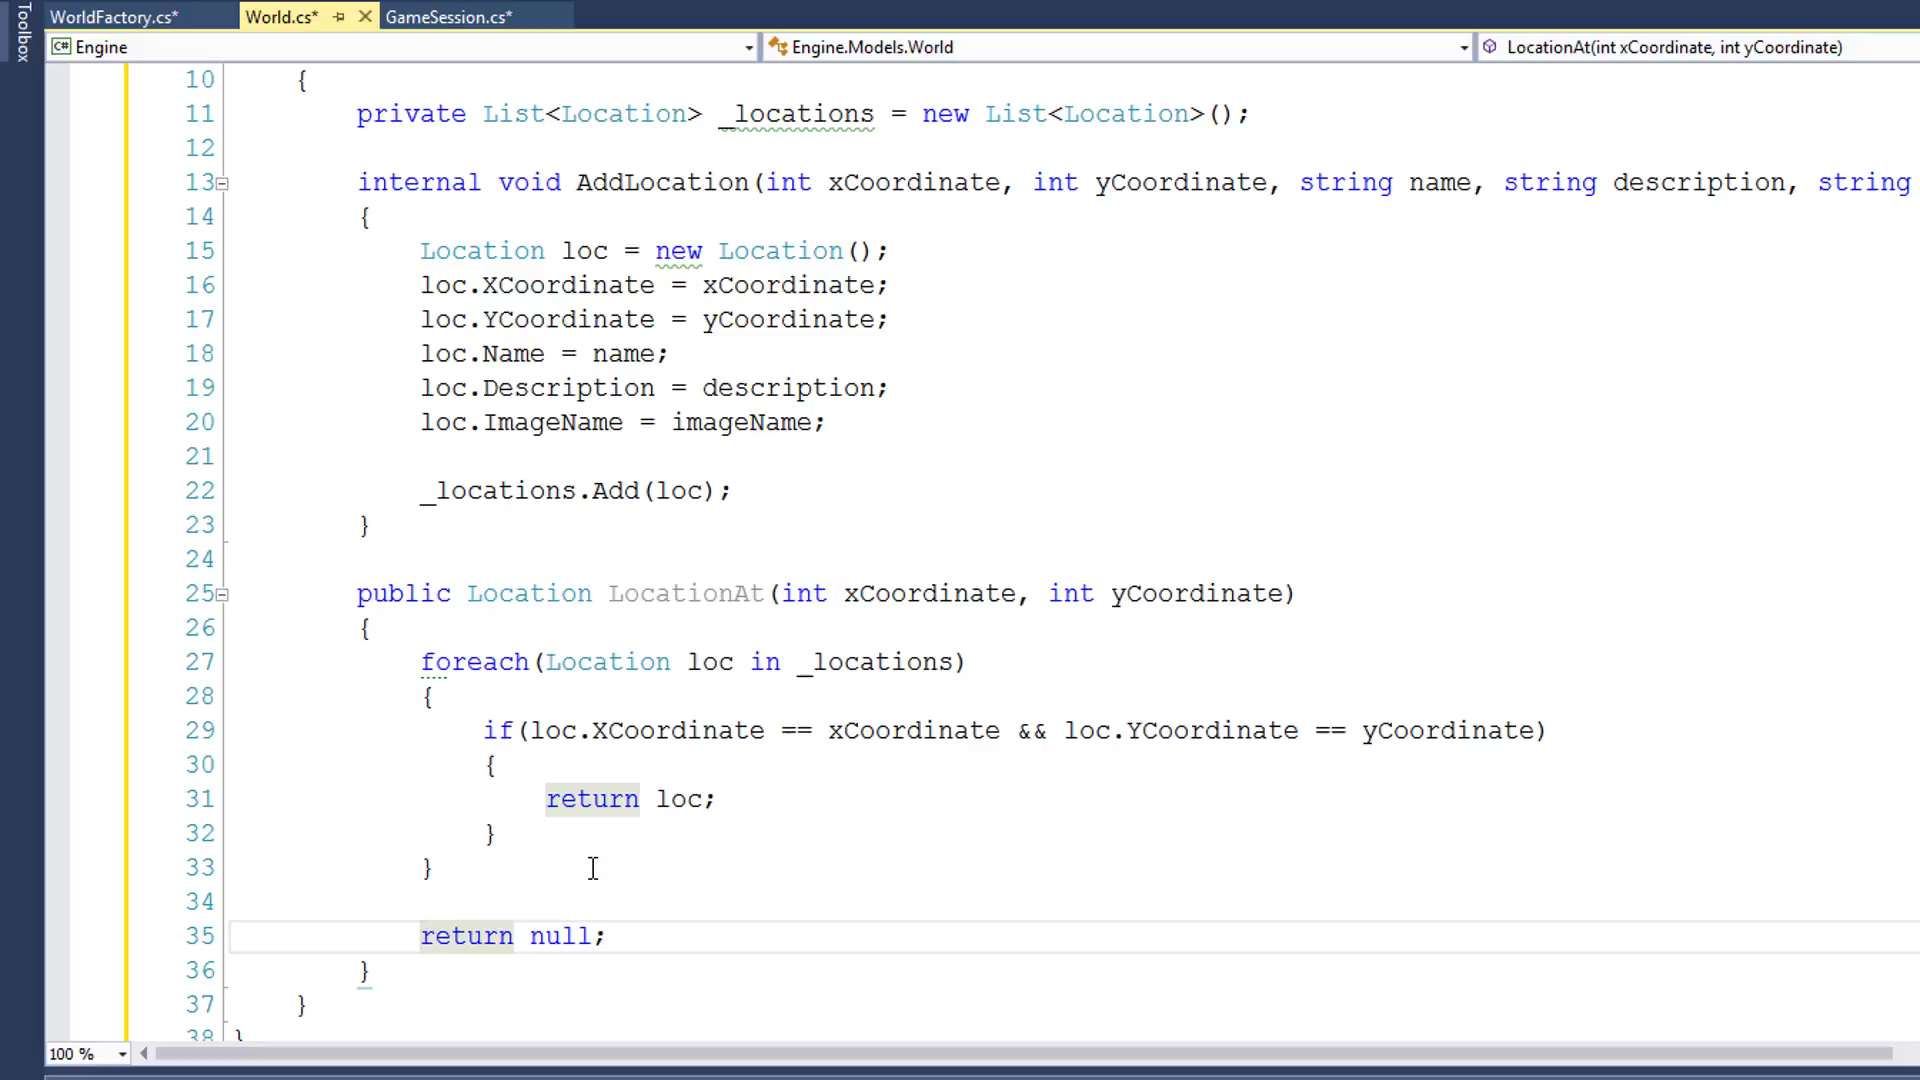 Toolbox
WorldFactory.cs* World.cs* GameSession.cs*
C# Engine Engine.Models.World LocationAt(int xCoordinate, int yCoordinate)
10 {
11 private List<Location> _locations = new List<Location>();
12
13 internal void AddLocation(int xCoordinate, int yCoordinate, string name, string description, string
14 {
15 Location loc = new Location();
16 loc.XCoordinate = xCoordinate;
17 loc.YCoordinate = yCoordinate;
18 loc.Name = name;
19 loc.Description = description;
20 loc.ImageName = imageName;
21
22 _locations.Add(loc);
23 }
24
25 public Location LocationAt(int xCoordinate, int yCoordinate)
26 {
27 foreach(Location loc in _locations)
28 {
29 if(loc.XCoordinate == xCoordinate && loc.YCoordinate == yCoordinate)
30 {
31 return loc;
32 }
33 }
34
35 return null;
36 }
37 }
38 }
100 %